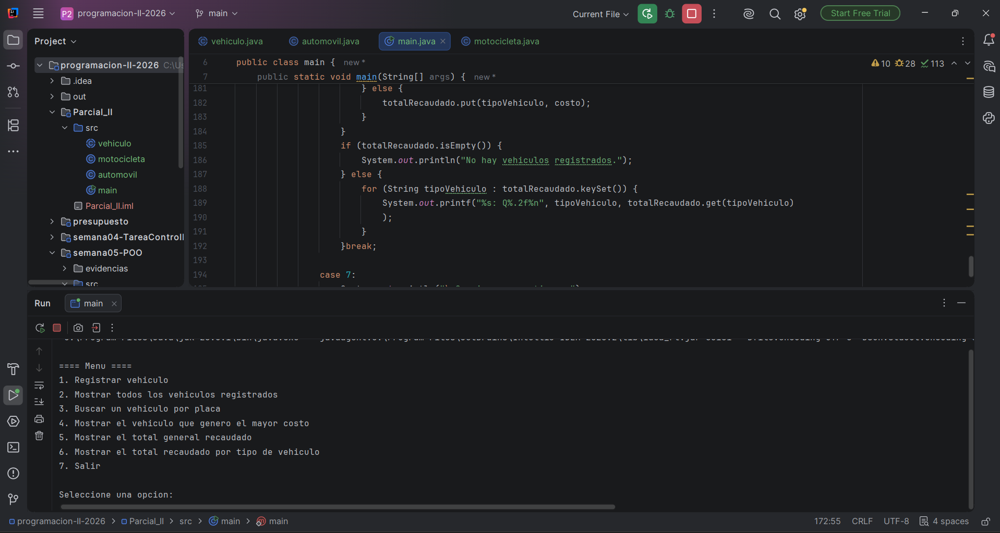 P2 programacion-II-2026 main Current File Start Free Trial
Project
programacion-II-2026 C:\Us
.idea
out
Parcial_II
src
vehiculo
motocicleta
automovil
main
Parcial_II.iml
presupuesto
semana04-TareaControll
semana05-POO
evidencias
src
vehiculo.java automovil.java main.java motocicleta.java
10 28 113
6 public class main { new *
7 public static void main(String[] args) { new *
181 } else {
182 totalRecaudado.put(tipoVehiculo, costo);
183 }
184 }
185 if (totalRecaudado.isEmpty()) {
186 System.out.println("No hay vehiculos registrados.");
187 } else {
188 for (String tipoVehiculo : totalRecaudado.keySet()) {
189 System.out.printf("%s: Q%.2f%n", tipoVehiculo, totalRecaudado.get(tipoVehiculo)
190 );
191 }
192 }break;
193
194 case 7:
Run main
==== Menu ====
1. Registrar vehiculo
2. Mostrar todos los vehiculos registrados
3. Buscar un vehiculo por placa
4. Mostrar el vehiculo que genero el mayor costo
5. Mostrar el total general recaudado
6. Mostrar el total recaudado por tipo de vehiculo
7. Salir
Seleccione una opcion:
programacion-II-2026 > Parcial_II > src > main > main 172:55 CRLF UTF-8 4 spaces